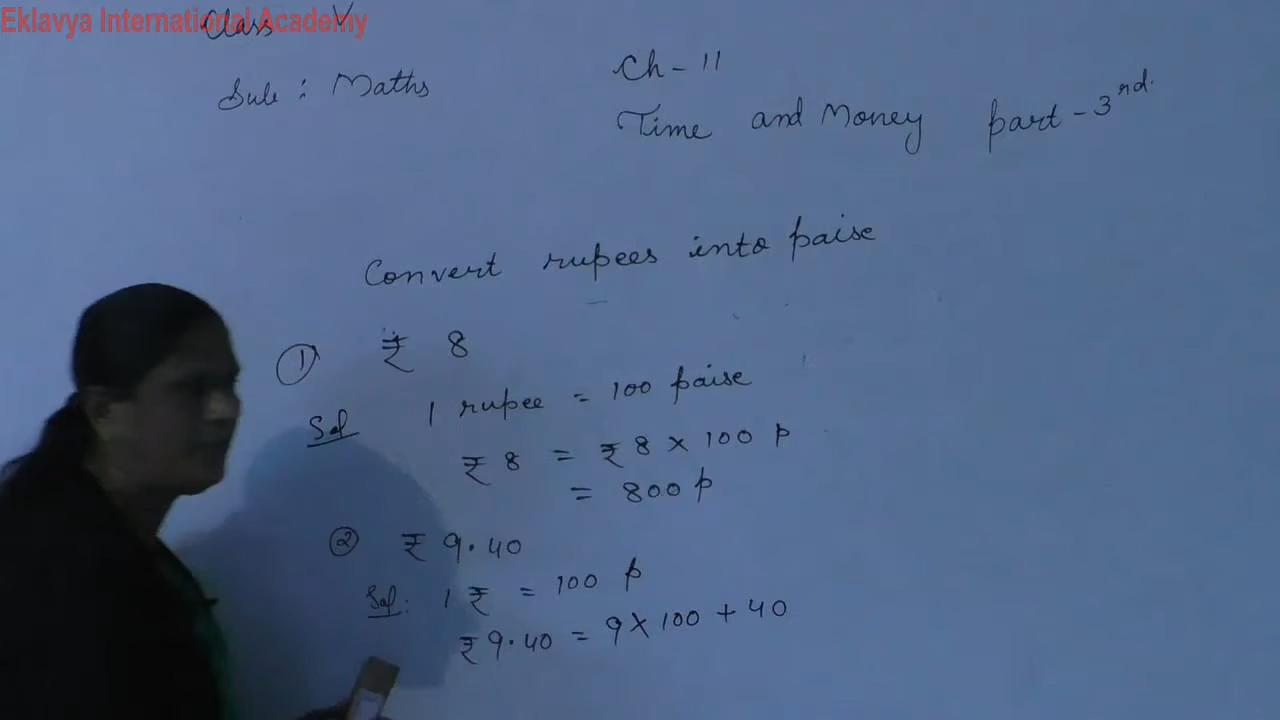 Eklavya International Academy
Class V
Sub : Maths
Ch - 11
Time and Money part - 3rd.
Convert rupees into paise
① ₹ 8
Sol 1 rupee = 100 paise
₹ 8 = ₹ 8 × 100 p
= 800 p
② ₹ 9.40
Sol: 1 ₹ = 100 p
₹ 9.40 = 9 × 100 + 40